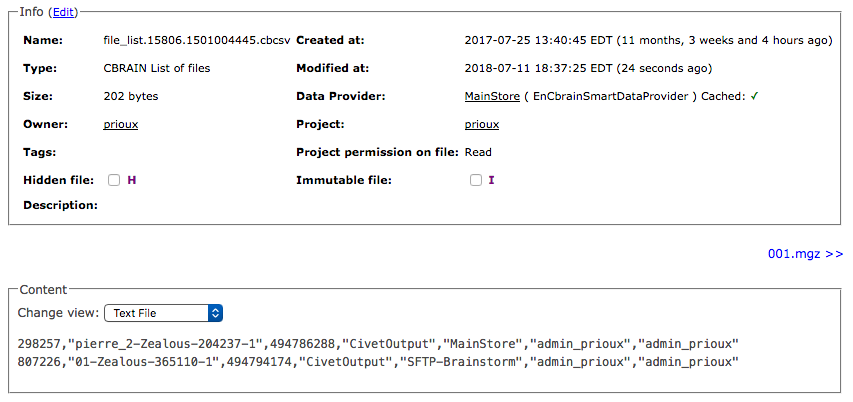 Info (Edit)
Name: file_list.15806.1501004445.cbcsv Created at: 2017-07-25 13:40:45 EDT (11 months, 3 weeks and 4 hours ago)
Type: CBRAIN List of files Modified at: 2018-07-11 18:37:25 EDT (24 seconds ago)
Size: 202 bytes Data Provider: MainStore ( EnCbrainSmartDataProvider ) Cached: ✓
Owner: prioux Project: prioux
Tags: Project permission on file: Read
Hidden file: H Immutable file: I
Description:
001.mgz >>
Content
Change view: Text File
298257,"pierre_2-Zealous-204237-1",494786288,"CivetOutput","MainStore","admin_prioux","admin_prioux"
807226,"01-Zealous-365110-1",494794174,"CivetOutput","SFTP-Brainstorm","admin_prioux","admin_prioux"